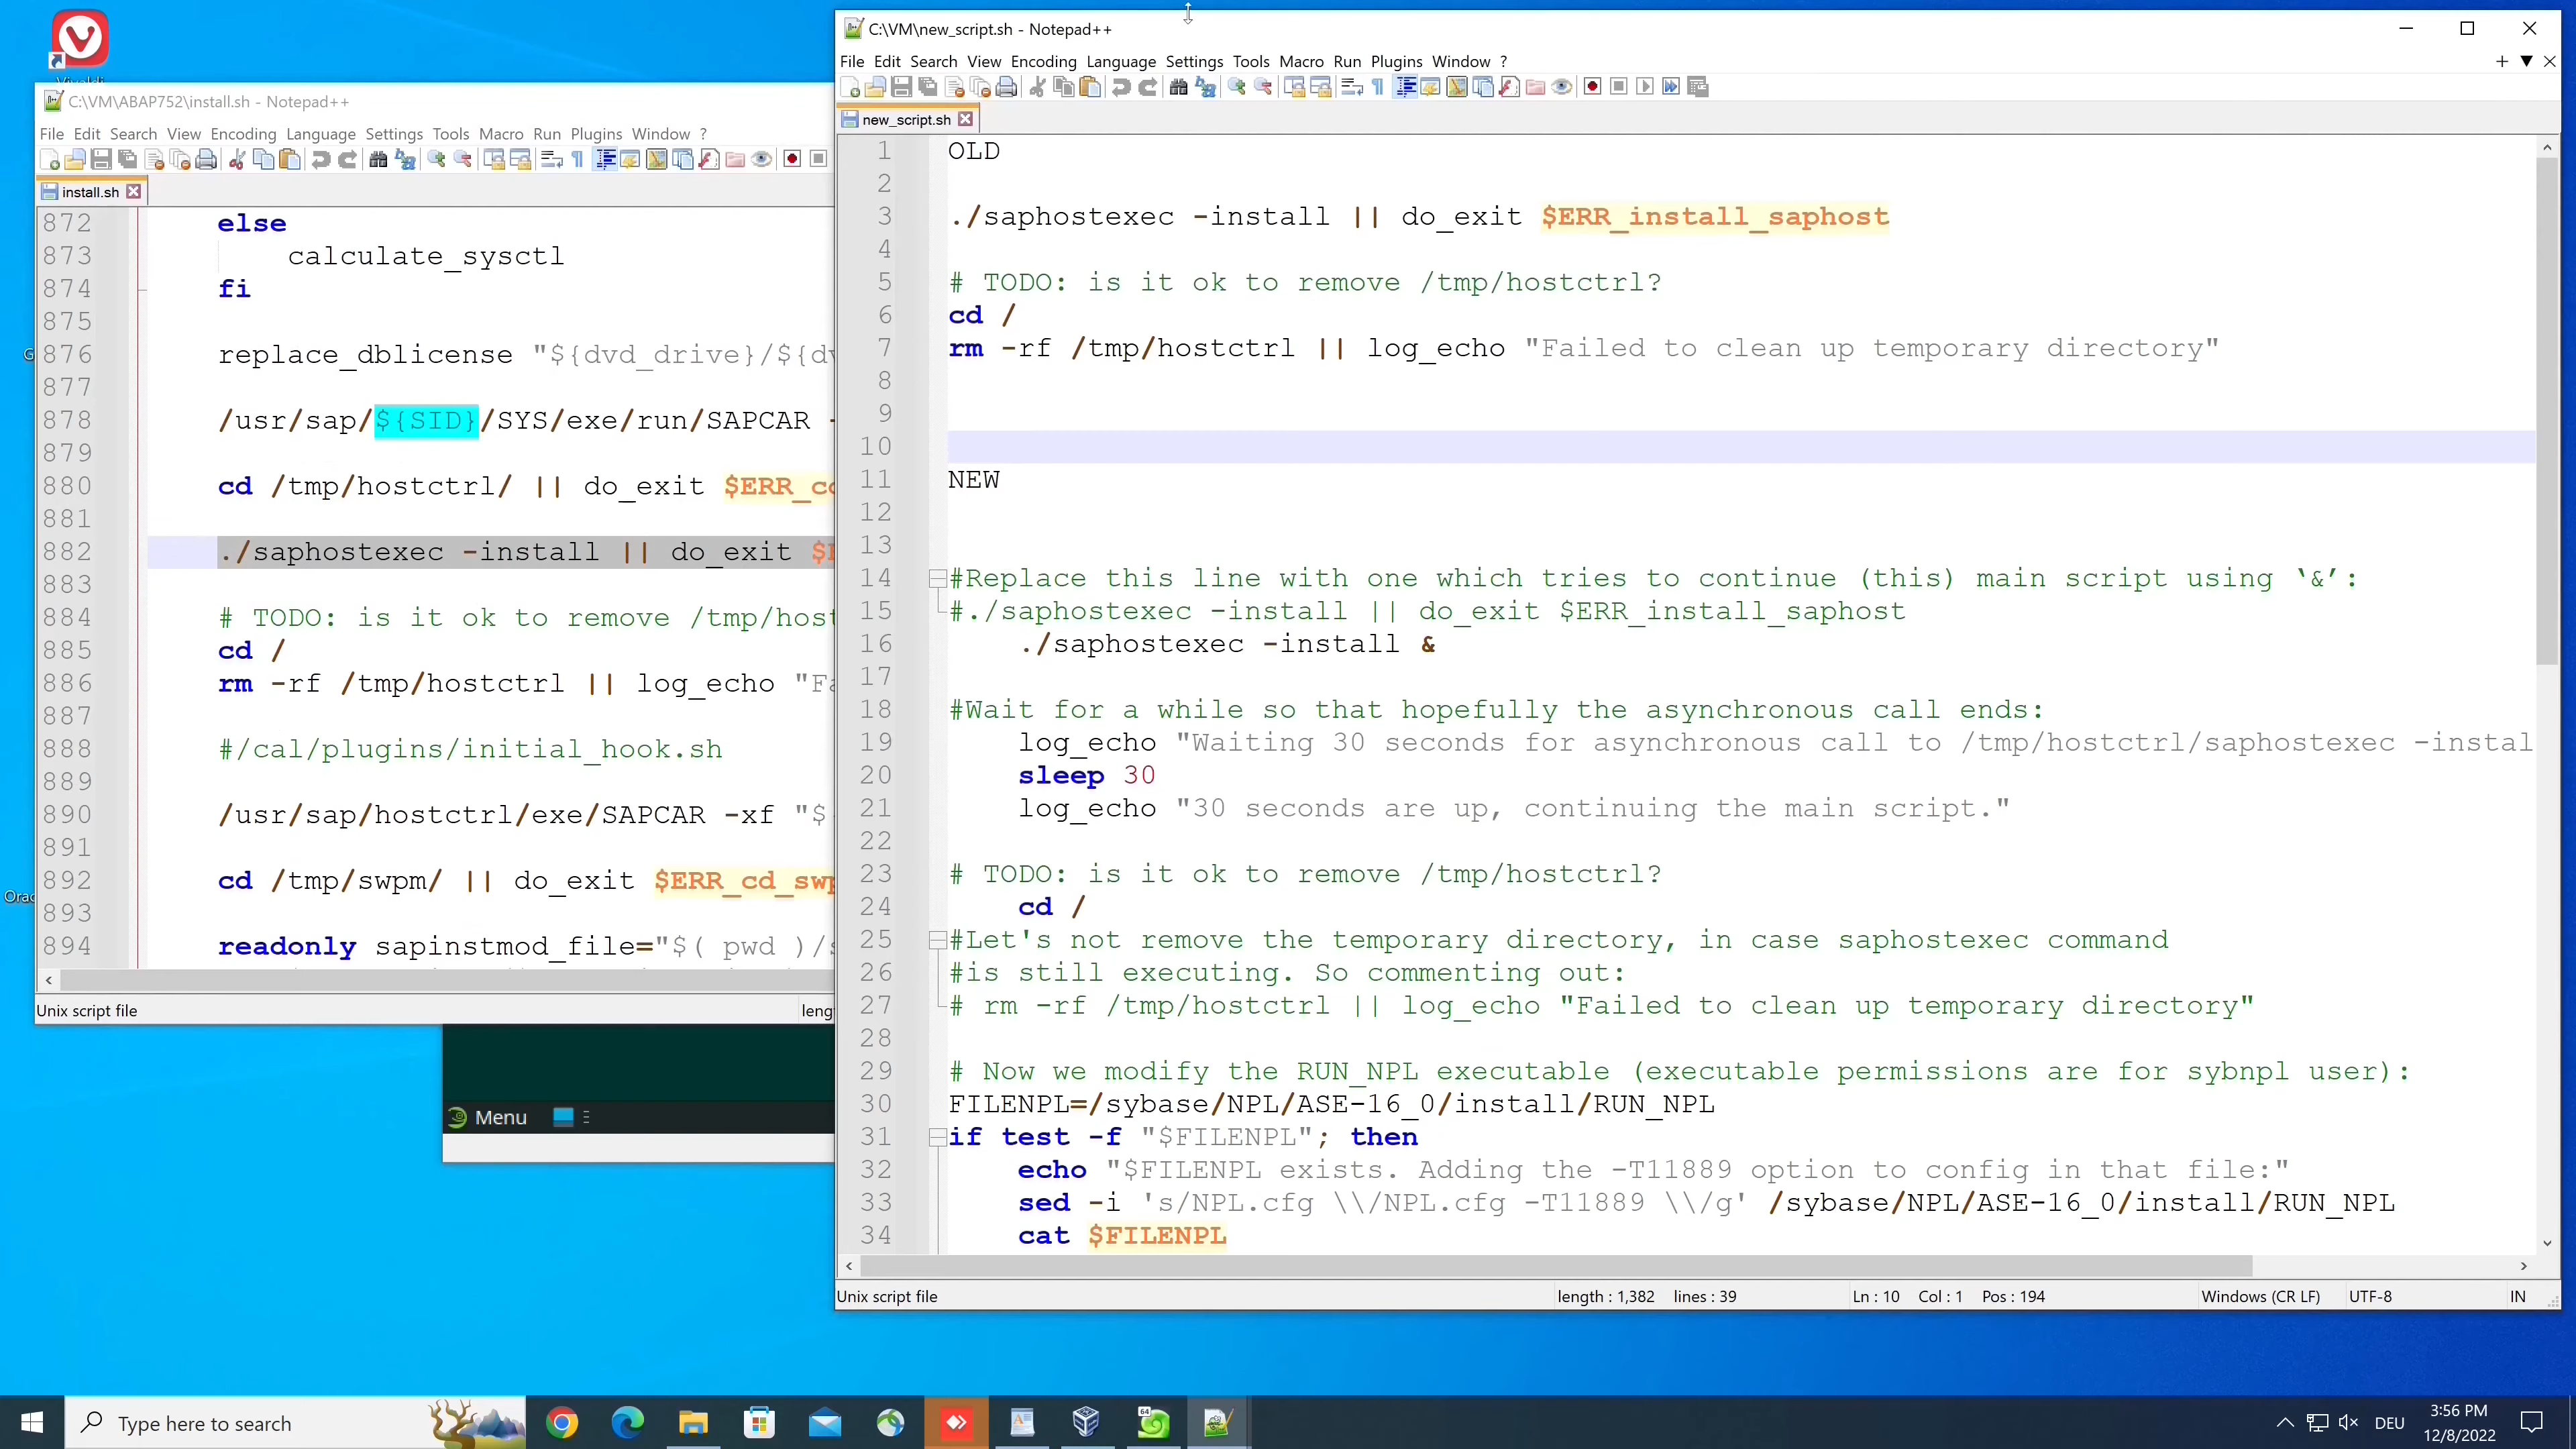 Vivaldi
C:\VM\ABAP752\install.sh - Notepad++
File Edit Search View Encoding Language Settings Tools Macro Run Plugins Window ?
install.sh
872 else
873 calculate_sysctl
874 fi
875
876 replace_dblicense "${dvd_drive}/${dv
877
878 /usr/sap/${SID}/SYS/exe/run/SAPCAR -
879
880 cd /tmp/hostctrl/ || do_exit $ERR_cd
881
882 ./saphostexec -install || do_exit $E
883
884 # TODO: is it ok to remove /tmp/host
885 cd /
886 rm -rf /tmp/hostctrl || log_echo "Fa
887
888 #/cal/plugins/initial_hook.sh
889
890 /usr/sap/hostctrl/exe/SAPCAR -xf "$
891
892 cd /tmp/swpm/ || do_exit $ERR_cd_swp
893
894 readonly sapinstmod_file="$( pwd )/s
Unix script file
leng
Menu
C:\VM\new_script.sh - Notepad++
File Edit Search View Encoding Language Settings Tools Macro Run Plugins Window ?
new_script.sh
1 OLD
2
3 ./saphostexec -install || do_exit $ERR_install_saphost
4
5 # TODO: is it ok to remove /tmp/hostctrl?
6 cd /
7 rm -rf /tmp/hostctrl || log_echo "Failed to clean up temporary directory"
8
9
10
11 NEW
12
13
14 #Replace this line with one which tries to continue (this) main script using ‘&’:
15 #./saphostexec -install || do_exit $ERR_install_saphost
16 ./saphostexec -install &
17
18 #Wait for a while so that hopefully the asynchronous call ends:
19 log_echo "Waiting 30 seconds for asynchronous call to /tmp/hostctrl/saphostexec -instal
20 sleep 30
21 log_echo "30 seconds are up, continuing the main script."
22
23 # TODO: is it ok to remove /tmp/hostctrl?
24 cd /
25 #Let's not remove the temporary directory, in case saphostexec command
26 #is still executing. So commenting out:
27 # rm -rf /tmp/hostctrl || log_echo "Failed to clean up temporary directory"
28
29 # Now we modify the RUN_NPL executable (executable permissions are for sybnpl user):
30 FILENPL=/sybase/NPL/ASE-16_0/install/RUN_NPL
31 if test -f "$FILENPL"; then
32 echo "$FILENPL exists. Adding the -T11889 option to config in that file:"
33 sed -i 's/NPL.cfg \\/NPL.cfg -T11889 \\/g' /sybase/NPL/ASE-16_0/install/RUN_NPL
34 cat $FILENPL
Unix script file
length : 1,382 lines : 39
Ln : 10 Col : 1 Pos : 194
Windows (CR LF)
UTF-8
IN
G
Orac
Type here to search
64
DEU
3:56 PM
12/8/2022